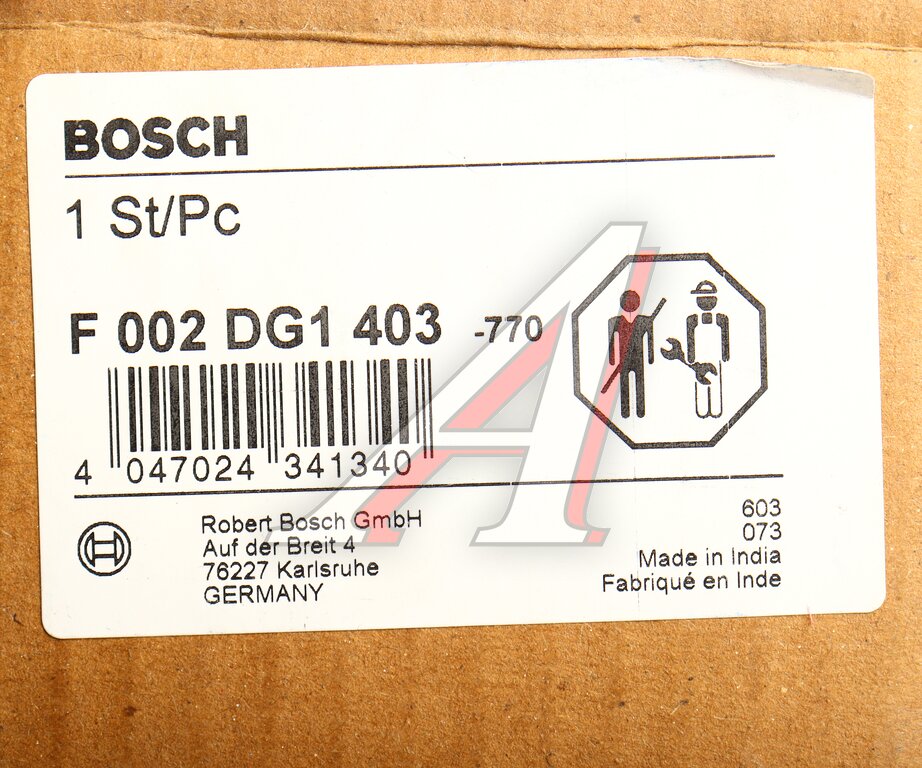 BOSCH
1 St/Pc
F 002 DG1 403 -770
4 047024 341340
Robert Bosch GmbH
Auf der Breit 4
76227 Karlsruhe
GERMANY
603
073
Made in India
Fabriqué en Inde